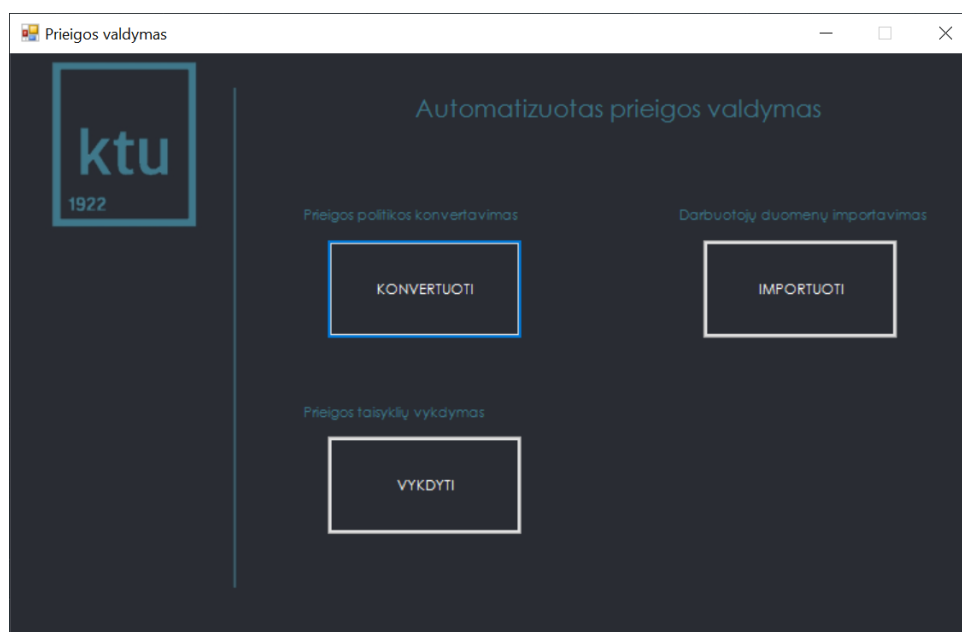 Prieigos valdymas
ktu
1922
Automatizuotas prieigos valdymas
Prieigos politikos konvertavimas
Darbuotojų duomenų importavimas
KONVERTUOTI
IMPORTUOTI
Prieigos taisyklių vykdymas
VYKDYTI